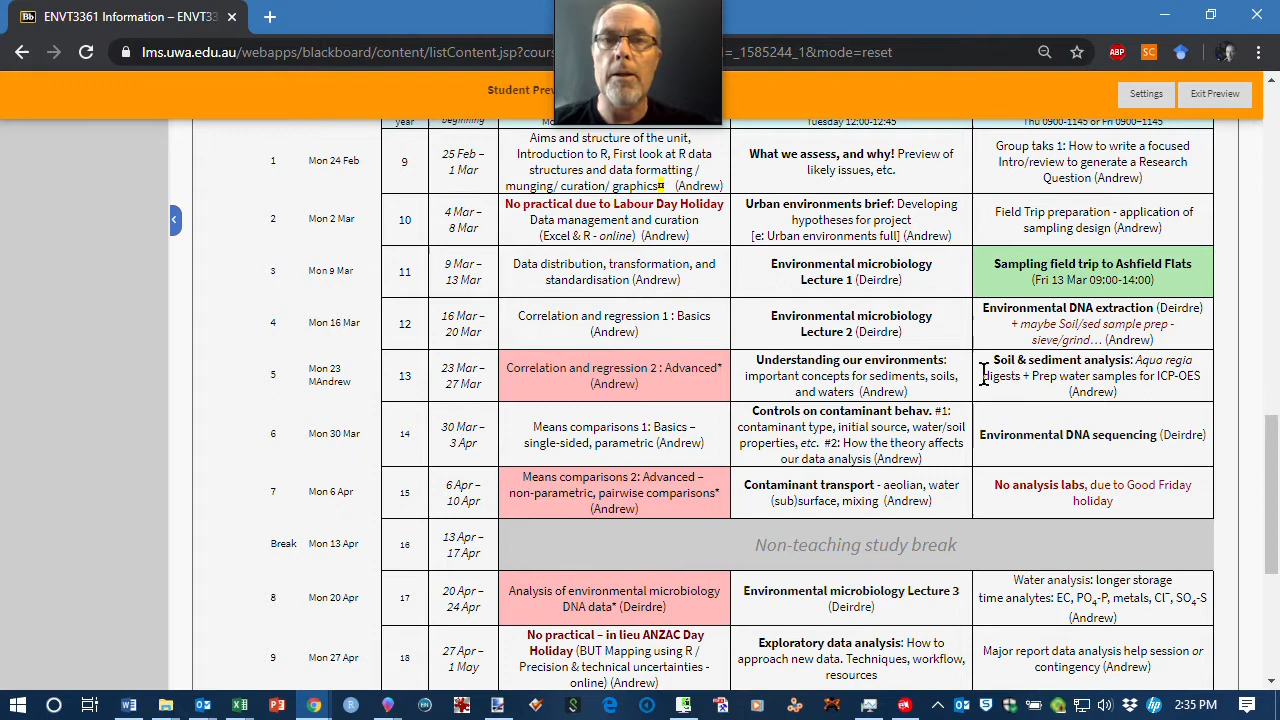 ENVT3361 Information – ENVT3
lms.uwa.edu.au/webapps/blackboard/content/listContent.jsp?cours
l=_1585244_1&mode=reset
Student Prev
Settings
Exit Preview
year
beginning
Tuesday 12:00-12:45
Thu 0900-1145 or Fri 0900–1145
1
Mon 24 Feb
9
25 Feb –
1 Mar
Aims and structure of the unit,
Introduction to R, First look at R data
structures and data formatting /
munging/ curation/ graphics¤ (Andrew)
What we assess, and why! Preview of
likely issues, etc.
Group taks 1: How to write a focused
Intro/review to generate a Research
Question (Andrew)
2
Mon 2 Mar
10
4 Mar –
8 Mar
No practical due to Labour Day Holiday
Data management and curation
(Excel & R - online) (Andrew)
Urban environments brief: Developing
hypotheses for project
[e: Urban environments full] (Andrew)
Field Trip preparation - application of
sampling design (Andrew)
3
Mon 9 Mar
11
9 Mar –
13 Mar
Data distribution, transformation, and
standardisation (Andrew)
Environmental microbiology
Lecture 1 (Deirdre)
Sampling field trip to Ashfield Flats
(Fri 13 Mar 09:00-14:00)
4
Mon 16 Mar
12
16 Mar –
20 Mar
Correlation and regression 1 : Basics
(Andrew)
Environmental microbiology
Lecture 2 (Deirdre)
Environmental DNA extraction (Deirdre)
+ maybe Soil/sed sample prep -
sieve/grind... (Andrew)
5
Mon 23
MAndrew
13
23 Mar –
27 Mar
Correlation and regression 2 : Advanced*
(Andrew)
Understanding our environments:
important concepts for sediments, soils,
and waters (Andrew)
Soil & sediment analysis: Aqua regia
digests + Prep water samples for ICP-OES
(Andrew)
6
Mon 30 Mar
14
30 Mar –
3 Apr
Means comparisons 1: Basics –
single-sided, parametric (Andrew)
Controls on contaminant behav. #1:
contaminant type, initial source, water/soil
properties, etc. #2: How the theory affects
our data analysis (Andrew)
Environmental DNA sequencing (Deirdre)
7
Mon 6 Apr
15
6 Apr –
10 Apr
Means comparisons 2: Advanced –
non-parametric, pairwise comparisons*
(Andrew)
Contaminant transport - aeolian, water
(sub)surface, mixing (Andrew)
No analysis labs, due to Good Friday
holiday
Break
Mon 13 Apr
16
13 Apr –
17 Apr
Non-teaching study break
8
Mon 20 Apr
17
20 Apr –
24 Apr
Analysis of environmental microbiology
DNA data* (Deirdre)
Environmental microbiology Lecture 3
(Deirdre)
Water analysis: longer storage
time analytes: EC, PO4-P, metals, Cl⁻, SO4-S
(Andrew)
9
Mon 27 Apr
18
27 Apr –
1 May
No practical – in lieu ANZAC Day
Holiday (BUT Mapping using R /
Precision & technical uncertainties -
online) (Andrew)
Exploratory data analysis: How to
approach new data. Techniques, workflow,
resources
Major report data analysis help session or
contingency (Andrew)
2:35 PM